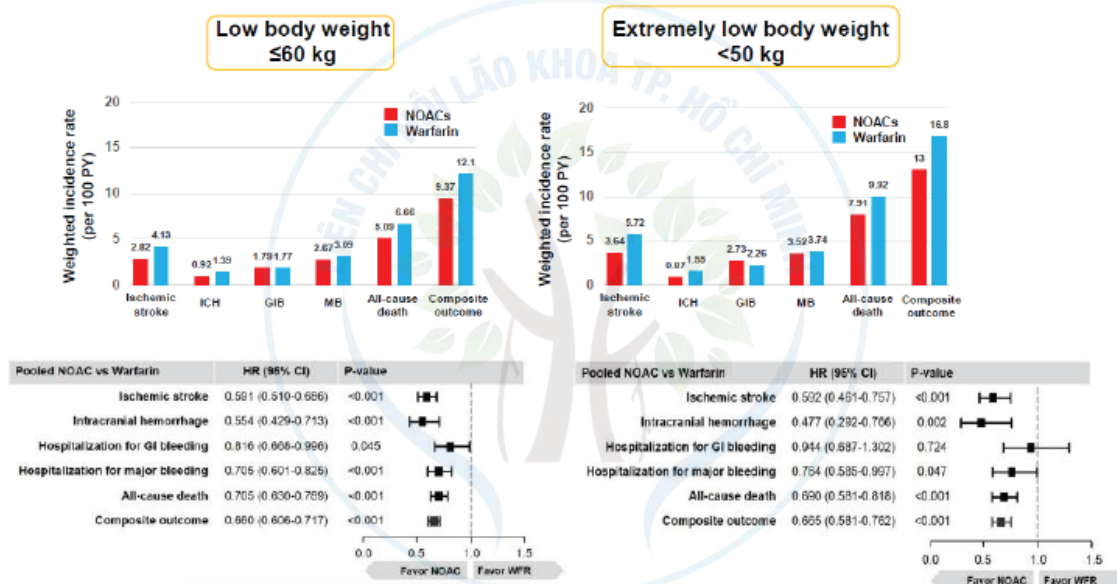 Low body weight
≤60 kg
Extremely low body weight
<50 kg
LIÊN CHI HỘI LÃO KHOA TP. HỒ CHÍ MINH
Weighted incidence rate
(per 100 PY)
20
15
10
5
0
NOACs
Warfarin
2.82
4.13
0.92
1.39
1.79
1.77
2.67
3.09
5.09
6.66
9.37
12.1
Ischemic
stroke
ICH
GIB
MB
All-cause
death
Composite
outcome
Weighted incidence rate
(per 100 PY)
20
15
10
5
0
NOACs
Warfarin
3.64
5.72
0.87
1.55
2.73
2.26
3.52
3.74
7.91
9.92
13
16.8
Ischemic
stroke
ICH
GIB
MB
All-cause
death
Composite
outcome
Pooled NOAC vs Warfarin HR (95% CI) P-value
Ischemic stroke 0.591 (0.510-0.686) <0.001
Intracranial hemorrhage 0.554 (0.429-0.713) <0.001
Hospitalization for GI bleeding 0.816 (0.668-0.996) 0.045
Hospitalization for major bleeding 0.705 (0.601-0.826) <0.001
All-cause death 0.705 (0.630-0.789) <0.001
Composite outcome 0.660 (0.606-0.717) <0.001
0.0 0.5 1.0 1.5
Favor NOAC Favor WFR
Pooled NOAC vs Warfarin HR (95% CI) P-value
Ischemic stroke 0.592 (0.461-0.757) <0.001
Intracranial hemorrhage 0.477 (0.292-0.766) 0.002
Hospitalization for GI bleeding 0.944 (0.687-1.302) 0.724
Hospitalization for major bleeding 0.764 (0.585-0.997) 0.047
All-cause death 0.690 (0.581-0.818) <0.001
Composite outcome 0.665 (0.581-0.762) <0.001
0.0 0.5 1.0 1.5
Favor NOAC Favor WFR